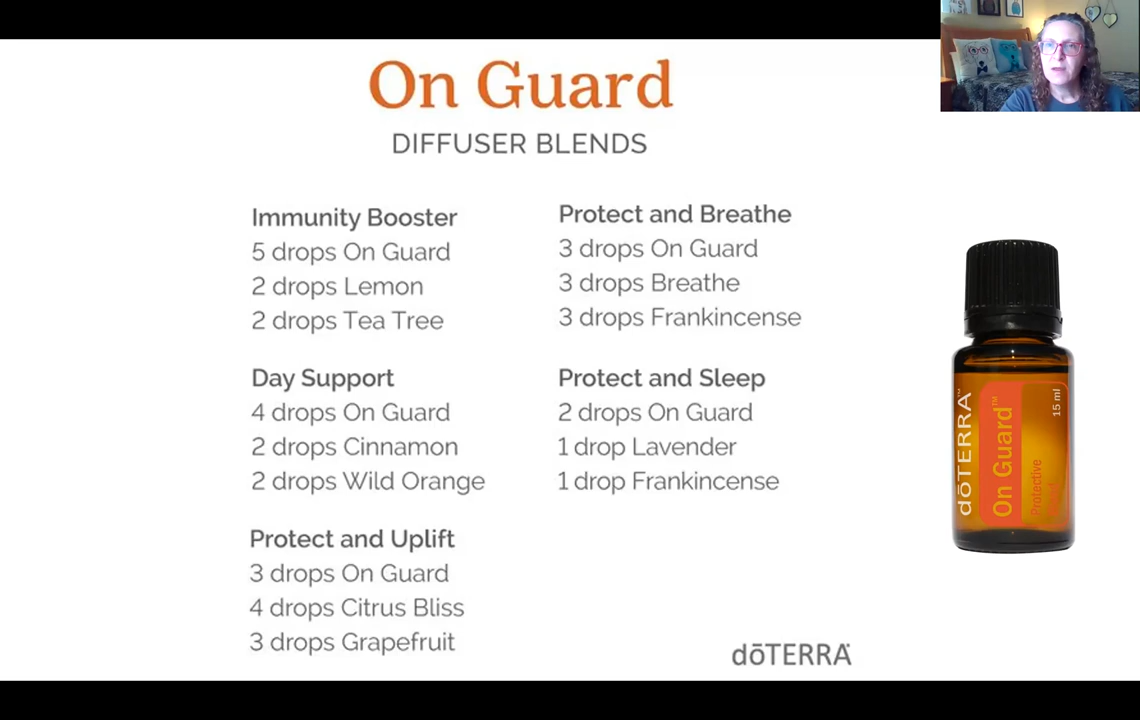 On Guard
DIFFUSER BLENDS
Immunity Booster
5 drops On Guard
2 drops Lemon
2 drops Tea Tree
Day Support
4 drops On Guard
2 drops Cinnamon
2 drops Wild Orange
Protect and Uplift
3 drops On Guard
4 drops Citrus Bliss
3 drops Grapefruit
Protect and Breathe
3 drops On Guard
3 drops Breathe
3 drops Frankincense
Protect and Sleep
2 drops On Guard
1 drop Lavender
1 drop Frankincense
dōTERRA
On Guard™
Protective
15 ml
dōTERRA